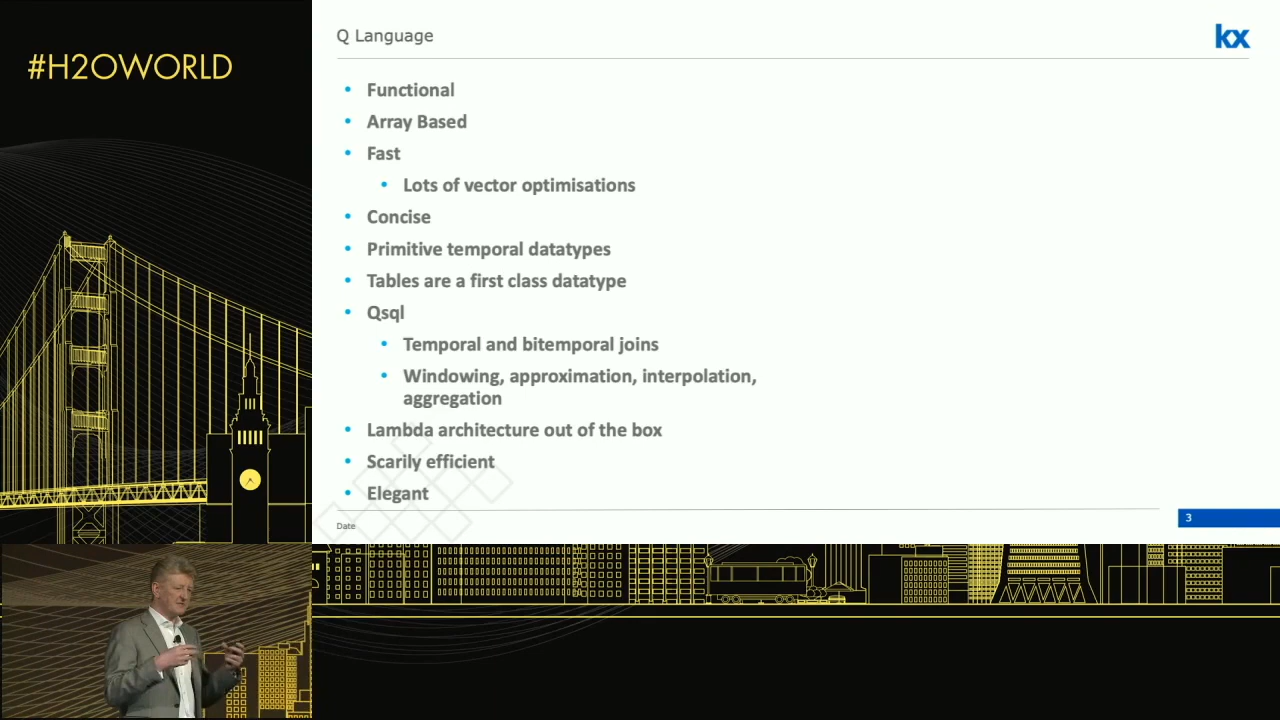 #H2OWORLD
Q Language
kx
• Functional
• Array Based
• Fast
• Lots of vector optimisations
• Concise
• Primitive temporal datatypes
• Tables are a first class datatype
• Qsql
• Temporal and bitemporal joins
• Windowing, approximation, interpolation,
aggregation
• Lambda architecture out of the box
• Scarily efficient
• Elegant
Date
3